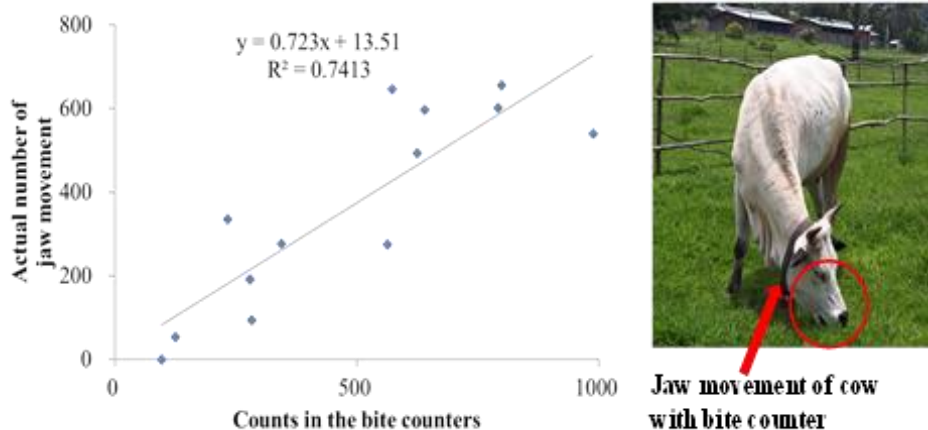 800
600
400
200
0
y = 0.723x + 13.51
R² = 0.7413
Actual number of
jaw movement
0
500
1000
Counts in the bite counters
Jaw movement of cow
with bite counter